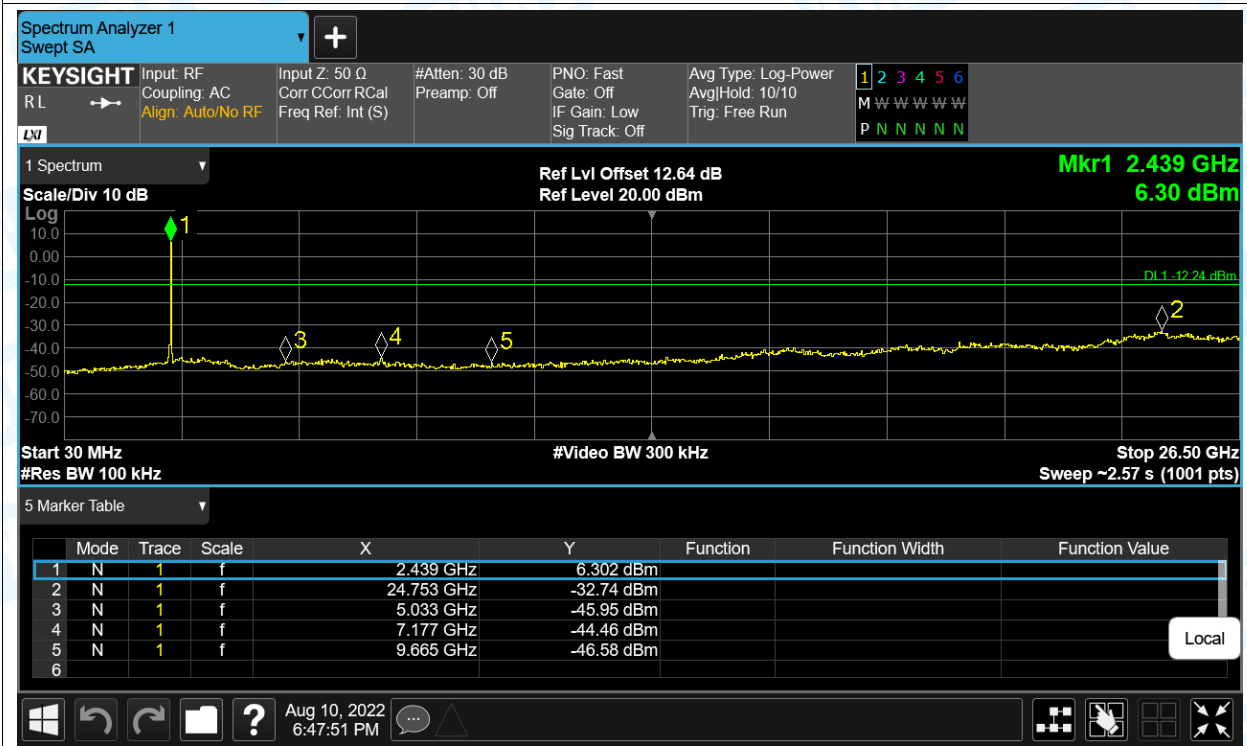 Spectrum Analyzer 1
Swept SA
+
KEYSIGHT Input: RF Input Z: 50 Ω #Atten: 30 dB PNO: Fast Avg Type: Log-Power 1 2 3 4 5 6
R L Coupling: AC Corr CCorr RCal Preamp: Off Gate: Off Avg|Hold: 10/10 M W W W W W W
Align: Auto/No RF Freq Ref: Int (S) IF Gain: Low Trig: Free Run P N N N N N
LXI Sig Track: Off
1 Spectrum
Scale/Div 10 dB
Ref Lvl Offset 12.64 dB
Ref Level 20.00 dBm
Mkr1 2.439 GHz
6.30 dBm
Log
10.0
0.00
-10.0
-20.0
-30.0
-40.0
-50.0
-60.0
-70.0
1
DL1 -12.24 dBm
2
3
4
5
Start 30 MHz #Video BW 300 kHz Stop 26.50 GHz
#Res BW 100 kHz Sweep ~2.57 s (1001 pts)
5 Marker Table
Mode Trace Scale X Y Function Function Width Function Value
1 N 1 f 2.439 GHz 6.302 dBm
2 N 1 f 24.753 GHz -32.74 dBm
3 N 1 f 5.033 GHz -45.95 dBm
4 N 1 f 7.177 GHz -44.46 dBm
5 N 1 f 9.665 GHz -46.58 dBm
6
Local
?
Aug 10, 2022
6:47:51 PM